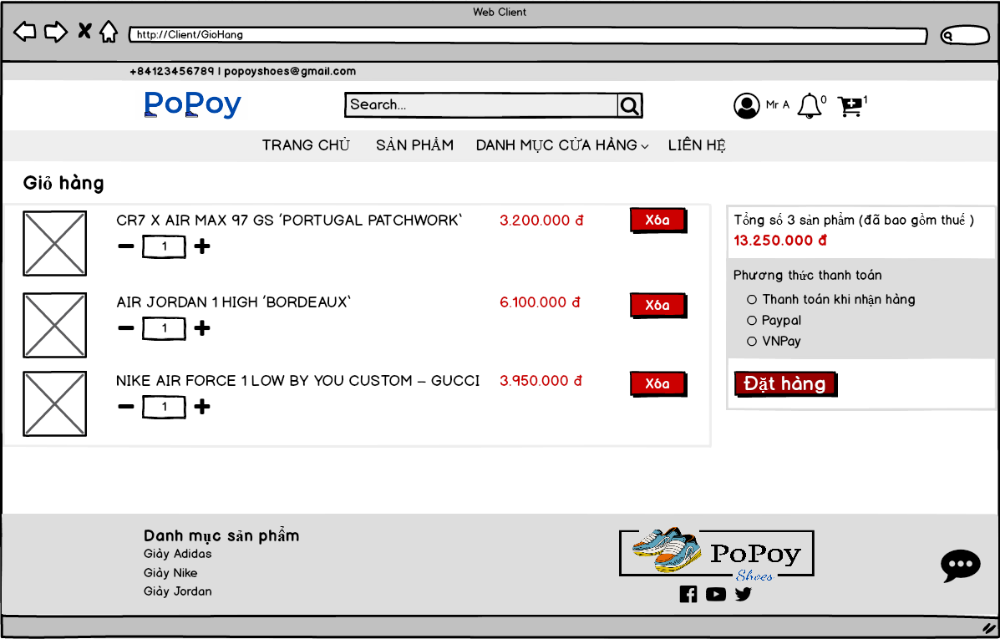 Web Client
http://Client/GioHang
+84123456789 | popoyshoes@gmail.com
PoPoy
Search...
Mr A
0
1
TRANG CHỦ SẢN PHẨM DANH MỤC CỬA HÀNG LIÊN HỆ
Giỏ hàng
CR7 X AIR MAX 97 GS ‘PORTUGAL PATCHWORK‘ 3.200.000 đ Xóa
1
AIR JORDAN 1 HIGH ‘BORDEAUX‘ 6.100.000 đ Xóa
1
NIKE AIR FORCE 1 LOW BY YOU CUSTOM – GUCCI 3.950.000 đ Xóa
1
Tổng số 3 sản phẩm (đã bao gồm thuế )
13.250.000 đ
Phương thức thanh toán
Thanh toán khi nhận hàng
Paypal
VNPay
Đặt hàng
Danh mục sản phẩm
Giày Adidas
Giày Nike
Giày Jordan
PoPoy
Shoes